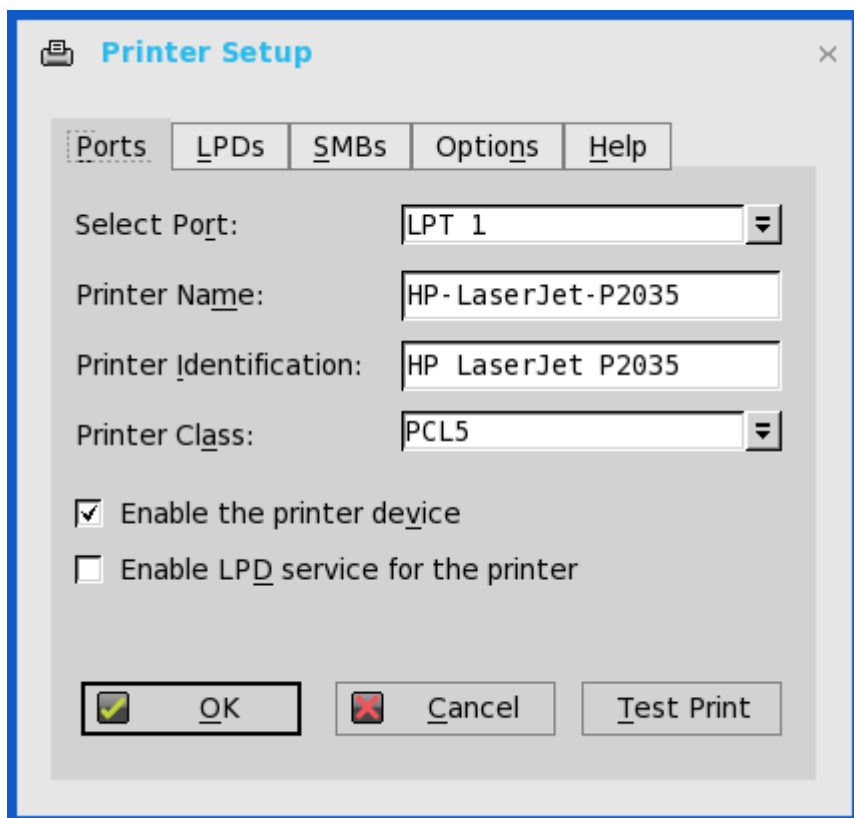 Printer Setup
Ports LPDs SMBs Options Help
Select Port: LPT 1
Printer Name: HP-LaserJet-P2035
Printer Identification: HP LaserJet P2035
Printer Class: PCL5
Enable the printer device
Enable LPD service for the printer
OK Cancel Test Print